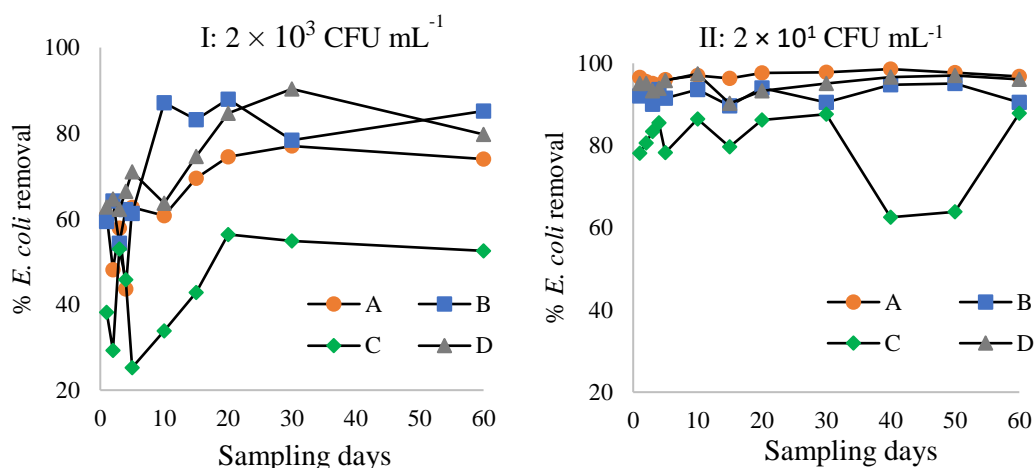 I: 2 × 10³ CFU mL⁻¹
100
80
60
40
20
% E. coli removal
A
B
C
D
0
10
20
30
40
50
60
Sampling days
II: 2 × 10¹ CFU mL⁻¹
100
80
60
40
20
% E. coli removal
A
B
C
D
0
10
20
30
40
50
60
Sampling days